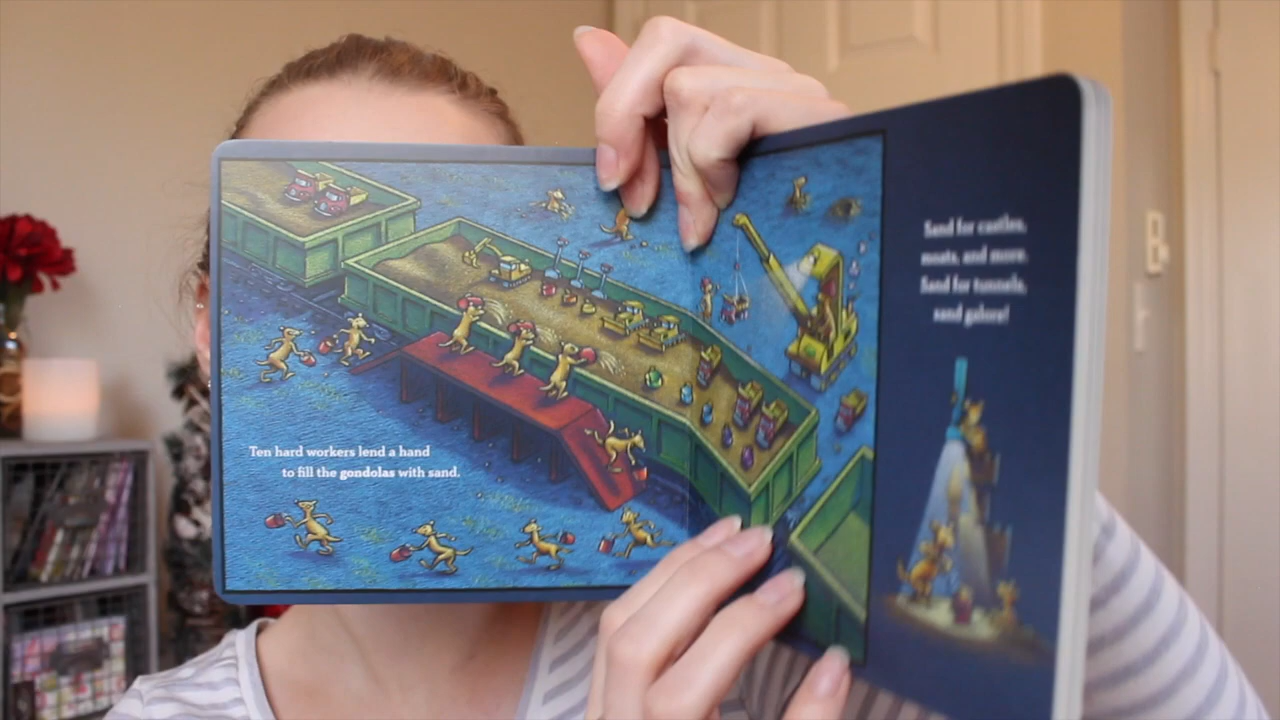 Ten hard workers lend a hand
to fill the gondolas with sand.
Sand for castles,
moats, and more.
Sand for tunnels,
sand galore!